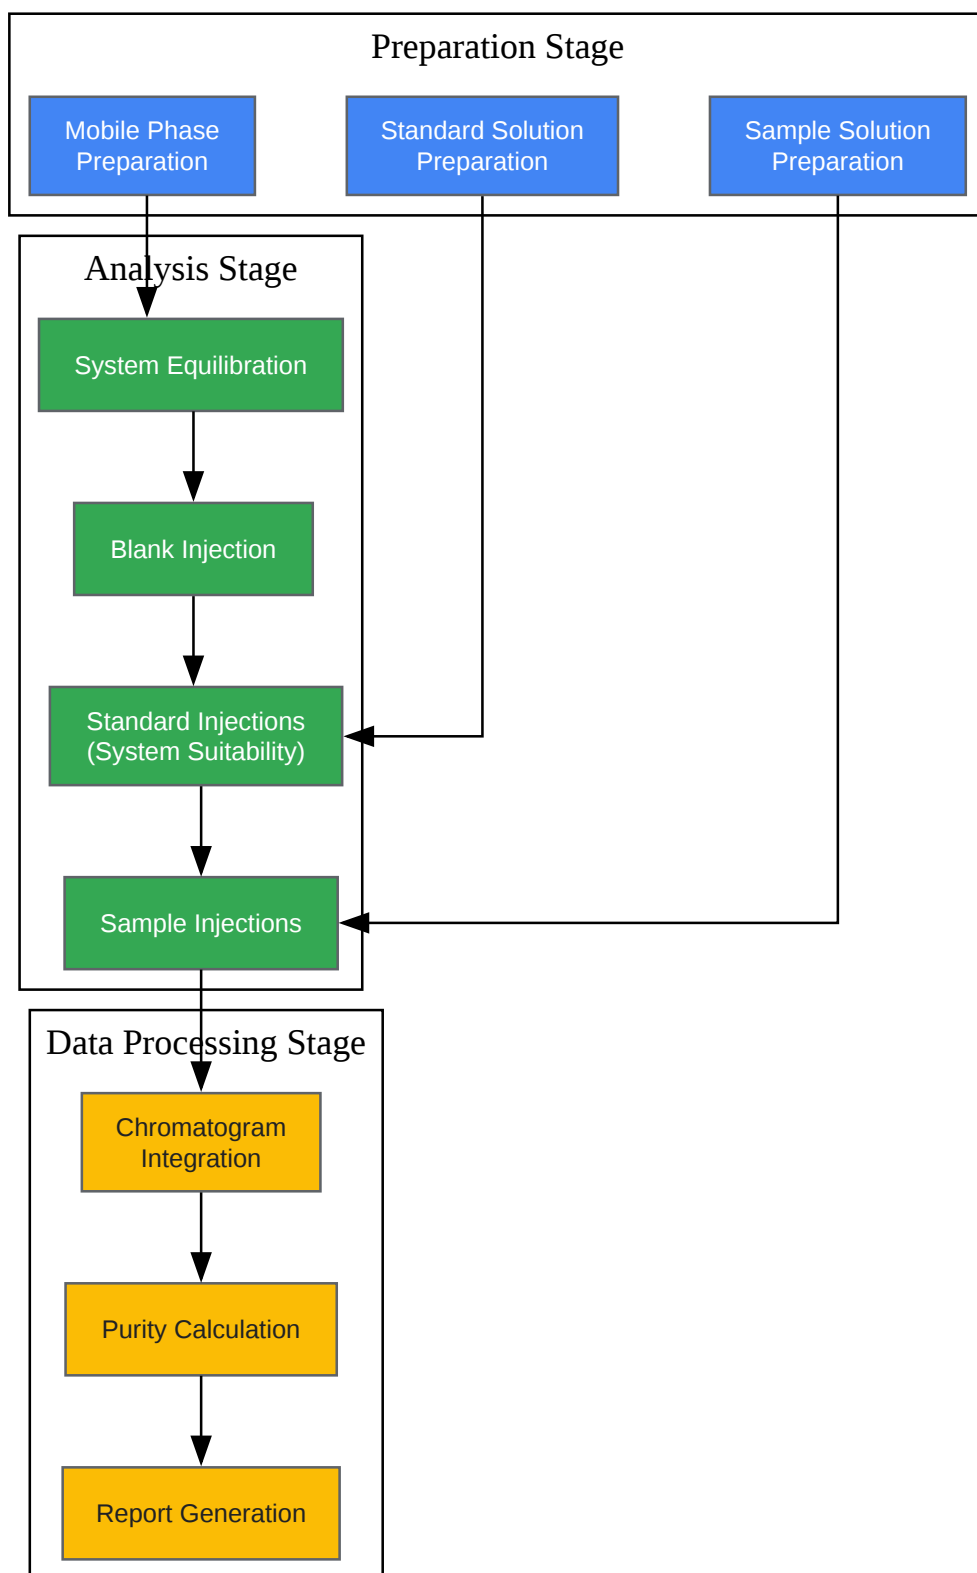 Preparation Stage
Mobile Phase
Preparation
Standard Solution
Preparation
Sample Solution
Preparation
Analysis Stage
System Equilibration
Blank Injection
Standard Injections
(System Suitability)
Sample Injections
Data Processing Stage
Chromatogram
Integration
Purity Calculation
Report Generation